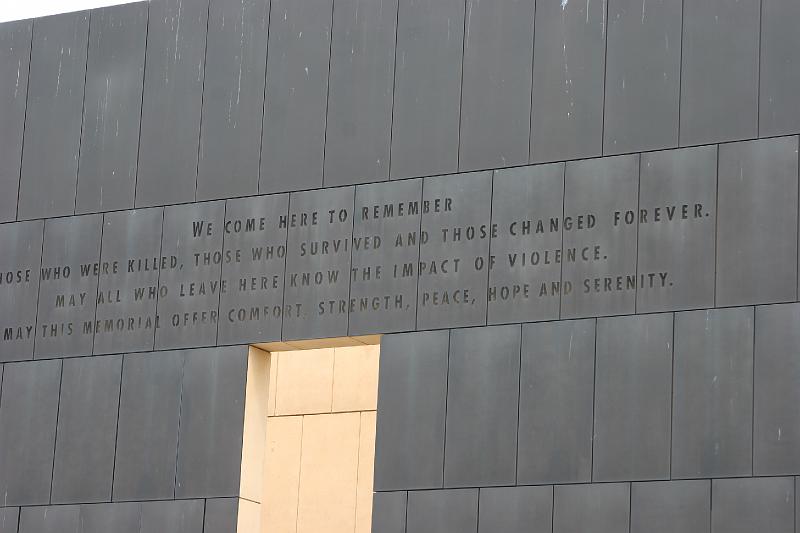 WE COME HERE TO REMEMBER
HOSE WHO WERE KILLED, THOSE WHO SURVIVED AND THOSE CHANGED FOREVER.
MAY ALL WHO LEAVE HERE KNOW THE IMPACT OF VIOLENCE.
MAY THIS MEMORIAL OFFER COMFORT, STRENGTH, PEACE, HOPE AND SERENITY.